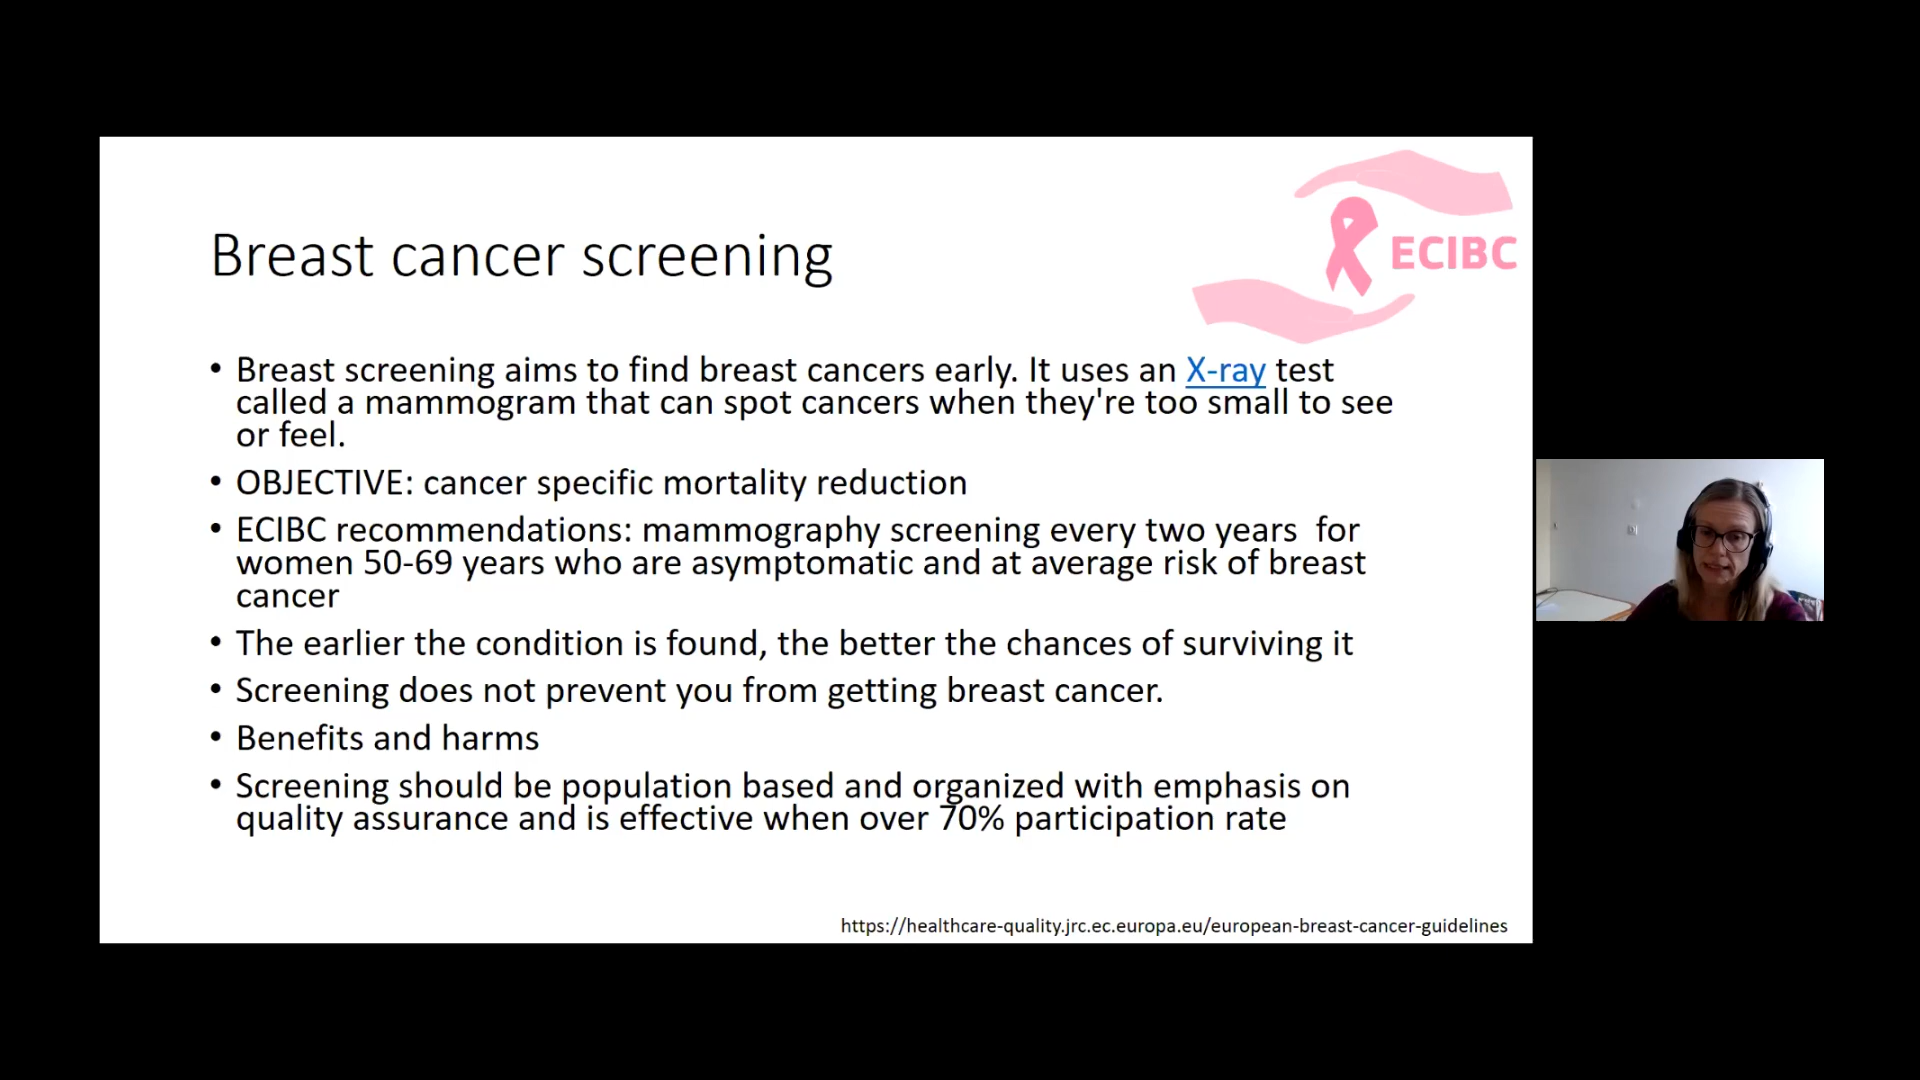 ECIBC
Breast cancer screening
• Breast screening aims to find breast cancers early. It uses an X-ray test
called a mammogram that can spot cancers when they're too small to see
or feel.
• OBJECTIVE: cancer specific mortality reduction
• ECIBC recommendations: mammography screening every two years  for
women 50-69 years who are asymptomatic and at average risk of breast
cancer
• The earlier the condition is found, the better the chances of surviving it
• Screening does not prevent you from getting breast cancer.
• Benefits and harms
• Screening should be population based and organized with emphasis on
quality assurance and is effective when over 70% participation rate
https://healthcare-quality.jrc.ec.europa.eu/european-breast-cancer-guidelines